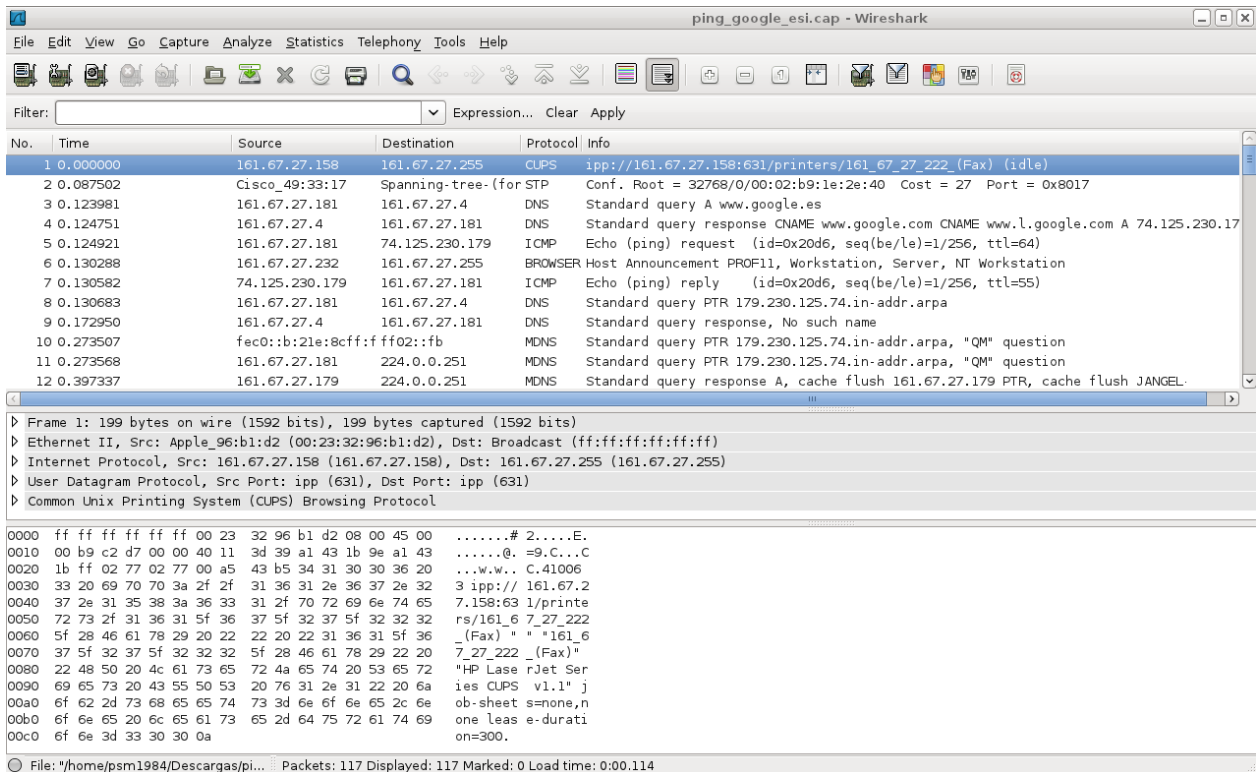 ping_google_esi.cap - Wireshark
File Edit View Go Capture Analyze Statistics Telephony Tools Help
Filter: Expression... Clear Apply
No. Time Source Destination Protocol Info
1 0.000000 161.67.27.158 161.67.27.255 CUPS ipp://161.67.27.158:631/printers/161_67_27_222_(Fax) (idle)
2 0.087502 Cisco_49:33:17 Spanning-tree-(for STP Conf. Root = 32768/0/00:02:b9:1e:2e:40 Cost = 27 Port = 0x8017
3 0.123981 161.67.27.181 161.67.27.4 DNS Standard query A www.google.es
4 0.124751 161.67.27.4 161.67.27.181 DNS Standard query response CNAME www.google.com CNAME www.l.google.com A 74.125.230.17
5 0.124921 161.67.27.181 74.125.230.179 ICMP Echo (ping) request (id=0x20d6, seq(be/le)=1/256, ttl=64)
6 0.130288 161.67.27.232 161.67.27.255 BROWSER Host Announcement PROF11, Workstation, Server, NT Workstation
7 0.130582 74.125.230.179 161.67.27.181 ICMP Echo (ping) reply (id=0x20d6, seq(be/le)=1/256, ttl=55)
8 0.130683 161.67.27.181 161.67.27.4 DNS Standard query PTR 179.230.125.74.in-addr.arpa
9 0.172950 161.67.27.4 161.67.27.181 DNS Standard query response, No such name
10 0.273507 fec0::b:21e:8cff:f ff02::fb MDNS Standard query PTR 179.230.125.74.in-addr.arpa, "QM" question
11 0.273568 161.67.27.181 224.0.0.251 MDNS Standard query PTR 179.230.125.74.in-addr.arpa, "QM" question
12 0.397337 161.67.27.179 224.0.0.251 MDNS Standard query response A, cache flush 161.67.27.179 PTR, cache flush JANGEL-
Frame 1: 199 bytes on wire (1592 bits), 199 bytes captured (1592 bits)
Ethernet II, Src: Apple_96:b1:d2 (00:23:32:96:b1:d2), Dst: Broadcast (ff:ff:ff:ff:ff:ff)
Internet Protocol, Src: 161.67.27.158 (161.67.27.158), Dst: 161.67.27.255 (161.67.27.255)
User Datagram Protocol, Src Port: ipp (631), Dst Port: ipp (631)
Common Unix Printing System (CUPS) Browsing Protocol
0000 ff ff ff ff ff ff 00 23 32 96 b1 d2 08 00 45 00 .......# 2.....E.
0010 00 b9 c2 d7 00 00 40 11 3d 39 a1 43 1b 9e a1 43 ......@. =9.C...C
0020 1b ff 02 77 02 77 00 a5 43 b5 34 31 30 30 36 20 ...w.w.. C.41006
0030 33 20 69 70 70 3a 2f 2f 31 36 31 2e 36 37 2e 32 3 ipp:// 161.67.2
0040 37 2e 31 35 38 3a 36 33 31 2f 70 72 69 6e 74 65 7.158:63 1/printe
0050 72 73 2f 31 36 31 5f 36 37 5f 32 37 5f 32 32 32 rs/161_6 7_27_222
0060 5f 28 46 61 78 29 20 22 22 20 22 31 36 31 5f 36 _(Fax) " " "161_6
0070 37 5f 32 37 5f 32 32 32 5f 28 46 61 78 29 22 20 7_27_222 _(Fax)"
0080 22 48 50 20 4c 61 73 65 72 4a 65 74 20 53 65 72 "HP Lase rJet Ser
0090 69 65 73 20 43 55 50 53 20 76 31 2e 31 22 20 6a ies CUPS v1.1" j
00a0 6f 62 2d 73 68 65 65 74 73 3d 6e 6f 6e 65 2c 6e ob-sheet s=none,n
00b0 6f 6e 65 20 6c 65 61 73 65 2d 64 75 72 61 74 69 one leas e-durati
00c0 6f 6e 3d 33 30 30 0a on=300.
File: "/home/psm1984/Descargas/pi... Packets: 117 Displayed: 117 Marked: 0 Load time: 0:00.114